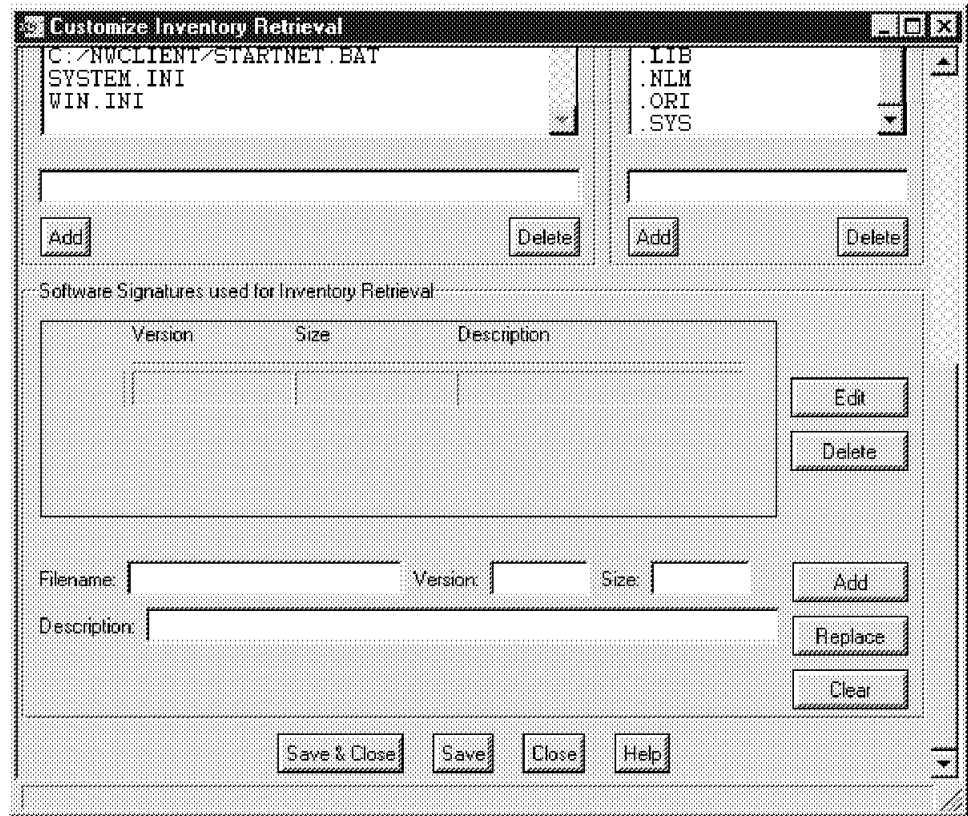 Customize Inventory Retrieval
C:/NWCLIENT/STARTNET.BAT
SYSTEM.INI
WIN.INI
.LIB
.NLM
.ORI
.SYS
Add Delete
Add Delete
Software Signatures used for Inventory Retrieval
Version Size Description
Edit
Delete
Filename: Version: Size: Add
Description: Replace
Clear
Save & Close Save Close Help